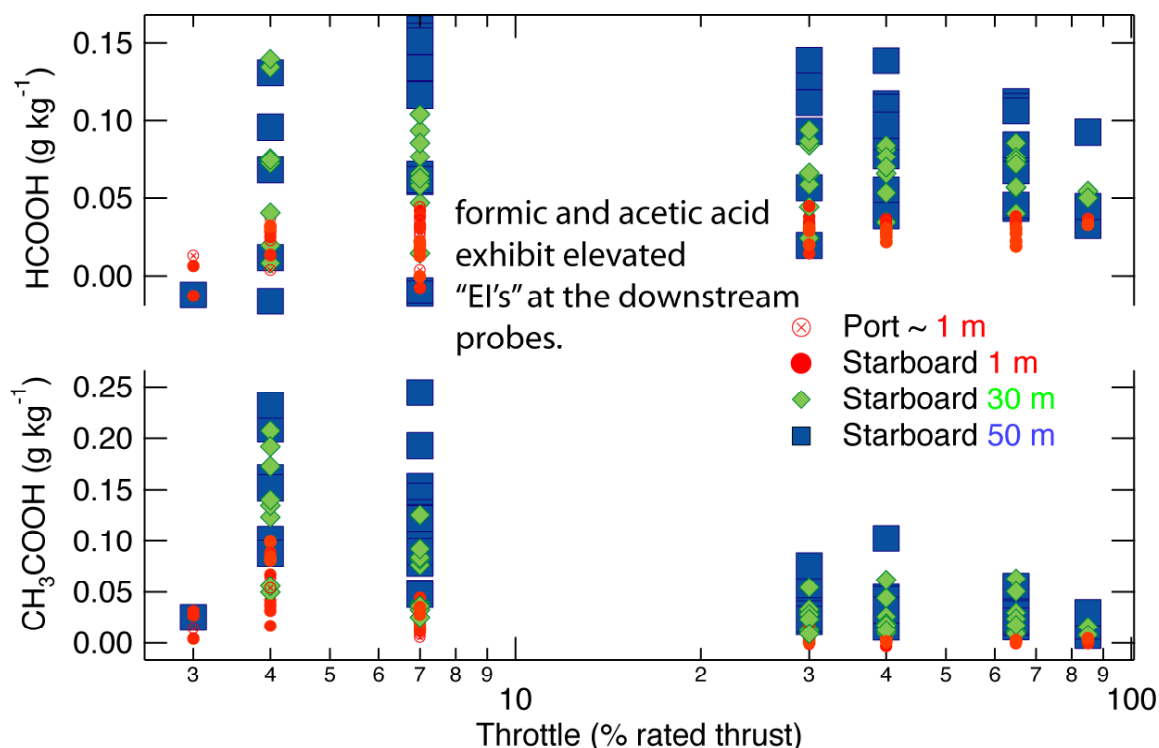 HCOOH (g kg⁻¹)
0.15
0.10
0.05
0.00
formic and acetic acid
exhibit elevated
“EI’s” at the downstream
probes.
Port ~ 1 m
Starboard 1 m
Starboard 30 m
Starboard 50 m
CH₃COOH (g kg⁻¹)
0.25
0.20
0.15
0.10
0.05
0.00
3 4 5 6 7 8 9 10 2 3 4 5 6 7 8 9 100
Throttle (% rated thrust)